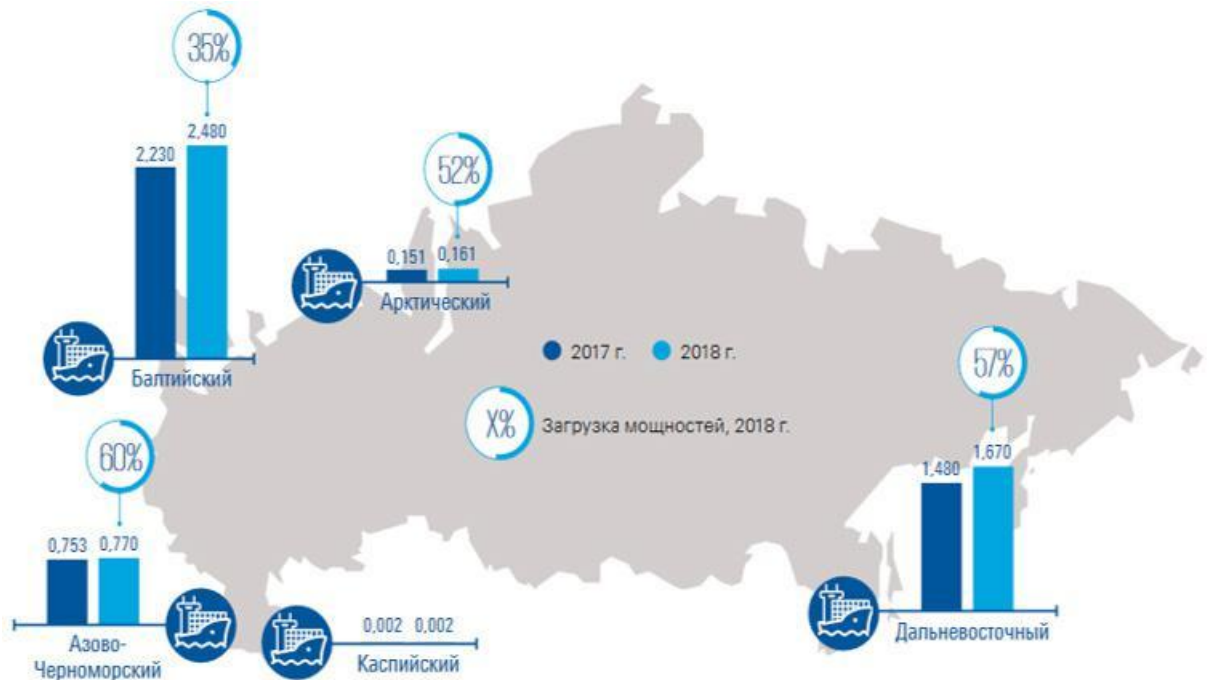 35%
2,230
2,480
Балтийский
52%
0,151
0,161
Арктический
2017 г.
2018 г.
X%
Загрузка мощностей, 2018 г.
57%
1,480
1,670
Дальневосточный
60%
0,753
0,770
Азово-
Черноморский
0,002
0,002
Каспийский